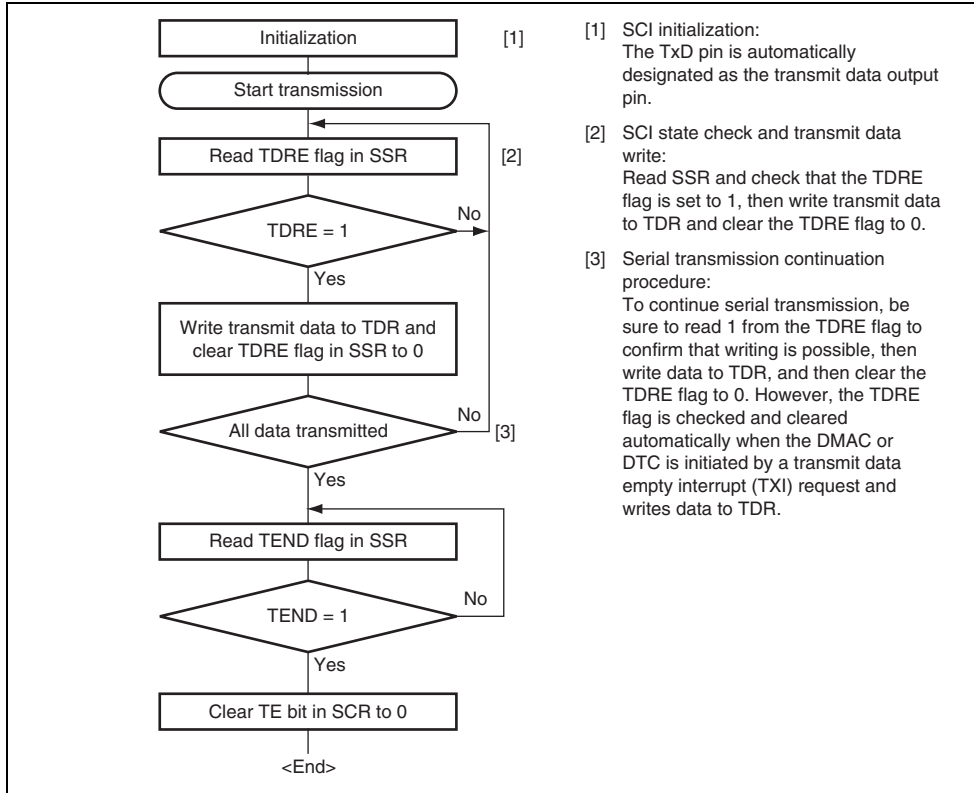 Initialization
[1]
Start transmission
Read TDRE flag in SSR
[2]
TDRE = 1
No
Yes
Write transmit data to TDR and
clear TDRE flag in SSR to 0
All data transmitted
No
[3]
Yes
Read TEND flag in SSR
TEND = 1
No
Yes
Clear TE bit in SCR to 0
<End>
[1] SCI initialization:
The TxD pin is automatically
designated as the transmit data output
pin.
[2] SCI state check and transmit data
write:
Read SSR and check that the TDRE
flag is set to 1, then write transmit data
to TDR and clear the TDRE flag to 0.
[3] Serial transmission continuation
procedure:
To continue serial transmission, be
sure to read 1 from the TDRE flag to
confirm that writing is possible, then
write data to TDR, and then clear the
TDRE flag to 0. However, the TDRE
flag is checked and cleared
automatically when the DMAC or
DTC is initiated by a transmit data
empty interrupt (TXI) request and
writes data to TDR.